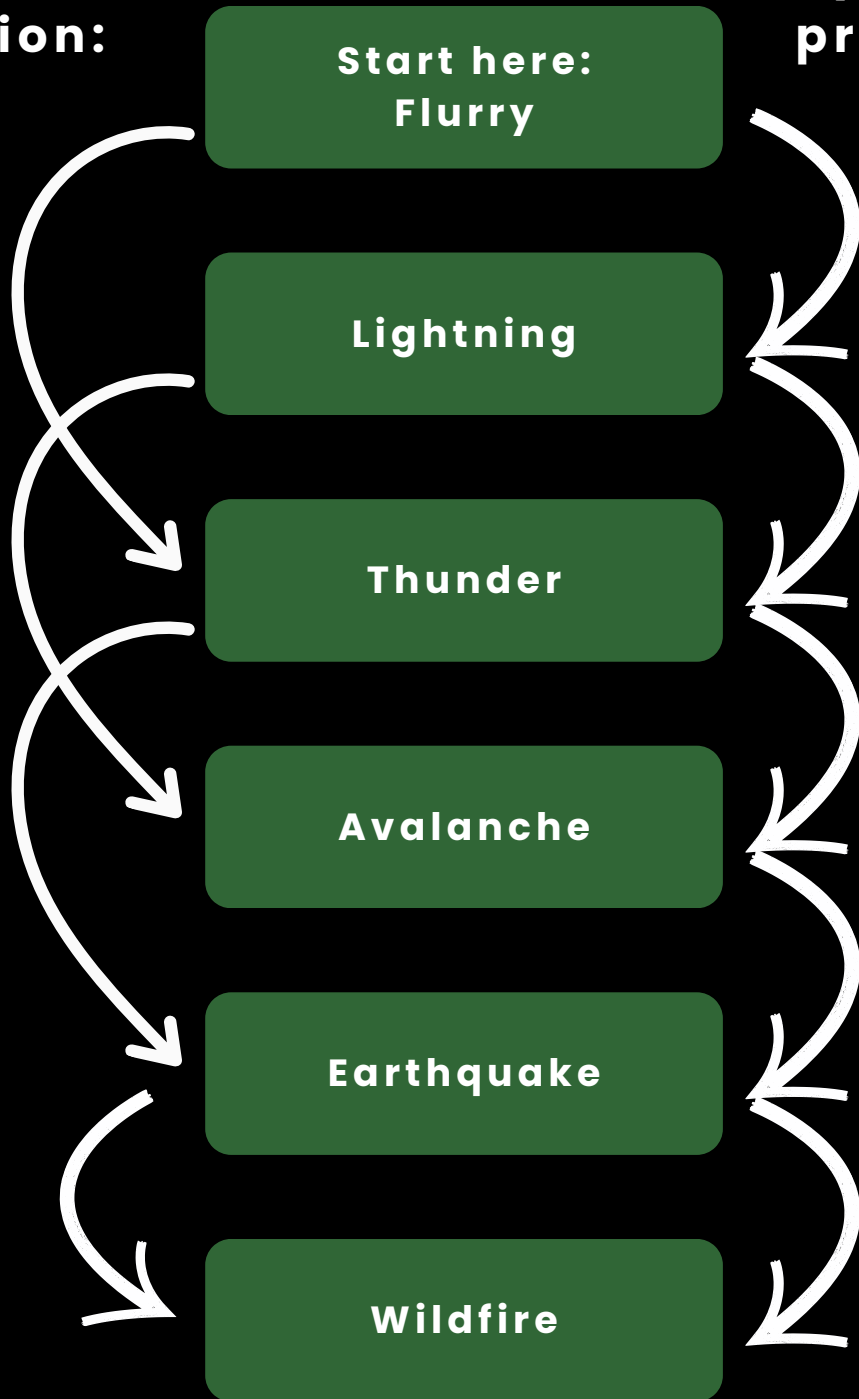 ion:
pr
Start here:
Flurry
Lightning
Thunder
Avalanche
Earthquake
Wildfire